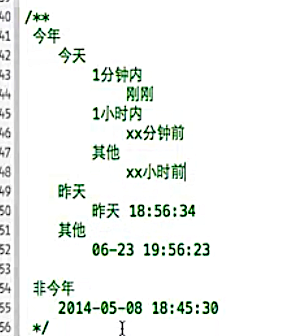 40 /**
41 今年
42 今天
43 1分钟内
44 刚刚
45 1小时内
46 xx分钟前
47 其他
48 xx小时前
49 昨天
50 昨天 18:56:34
51 其他
52 06-23 19:56:23
53
54 非今年
55 2014-05-08 18:45:30
56 */